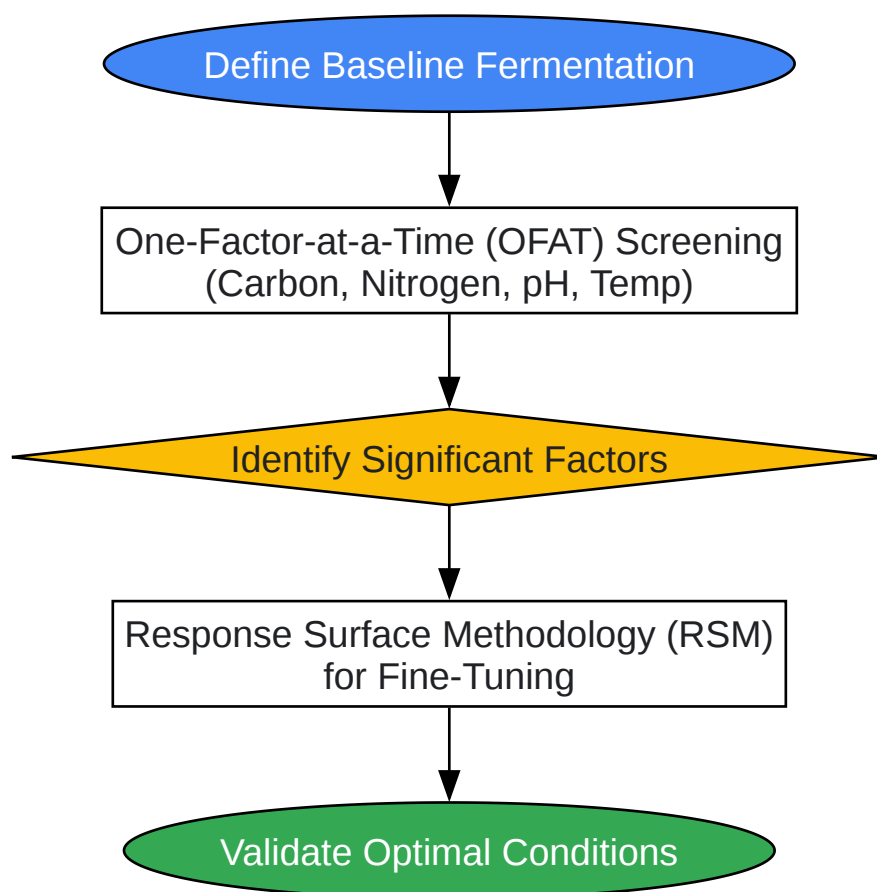 Define Baseline Fermentation
One-Factor-at-a-Time (OFAT) Screening
(Carbon, Nitrogen, pH, Temp)
Identify Significant Factors
Response Surface Methodology (RSM)
for Fine-Tuning
Validate Optimal Conditions